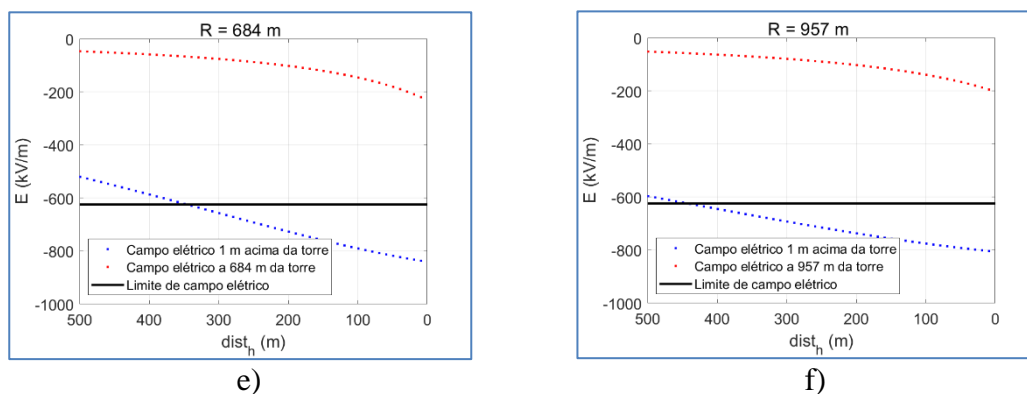 R = 684 m
0
-200
-400
-600
-800
-1000
E (kV/m)
Campo elétrico 1 m acima da torre
Campo elétrico a 684 m da torre
Limite de campo elétrico
500 400 300 200 100 0
dist_h (m)
e)
R = 957 m
0
-200
-400
-600
-800
-1000
E (kV/m)
Campo elétrico 1 m acima da torre
Campo elétrico a 957 m da torre
Limite de campo elétrico
500 400 300 200 100 0
dist_h (m)
f)